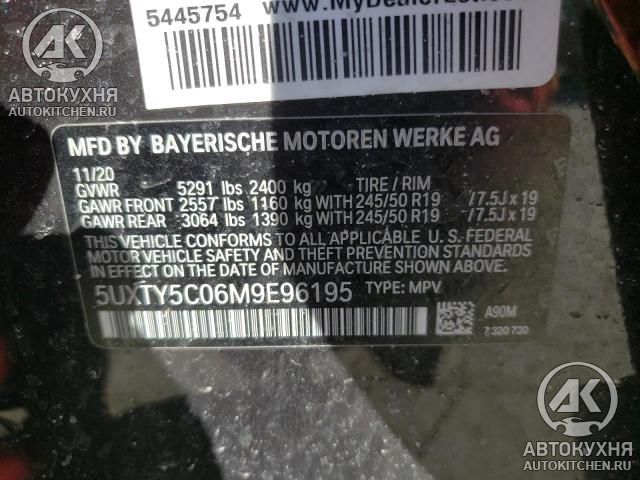 5445754
AK
АВТОКУХНЯ
AUTOKITCHEN.RU
MFD BY BAYERISCHE MOTOREN WERKE AG
11/20
GVWR 5291 lbs 2400 kg TIRE / RIM
GAWR FRONT 2557 lbs 1160 kg WITH 245/50 R19 /7.5J x 19
GAWR REAR 3064 lbs 1390 kg WITH 245/50 R19 /7.5J x 19
THIS VEHICLE CONFORMS TO ALL APPLICABLE U. S. FEDERAL
MOTOR VEHICLE SAFETY AND THEFT PREVENTION STANDARDS IN
EFFECT ON THE DATE OF MANUFACTURE SHOWN ABOVE.
5UXTY5C06M9E96195 TYPE: MPV
A90M
7 320 730
AK
АВТОКУХНЯ
AUTOKITCHEN.RU